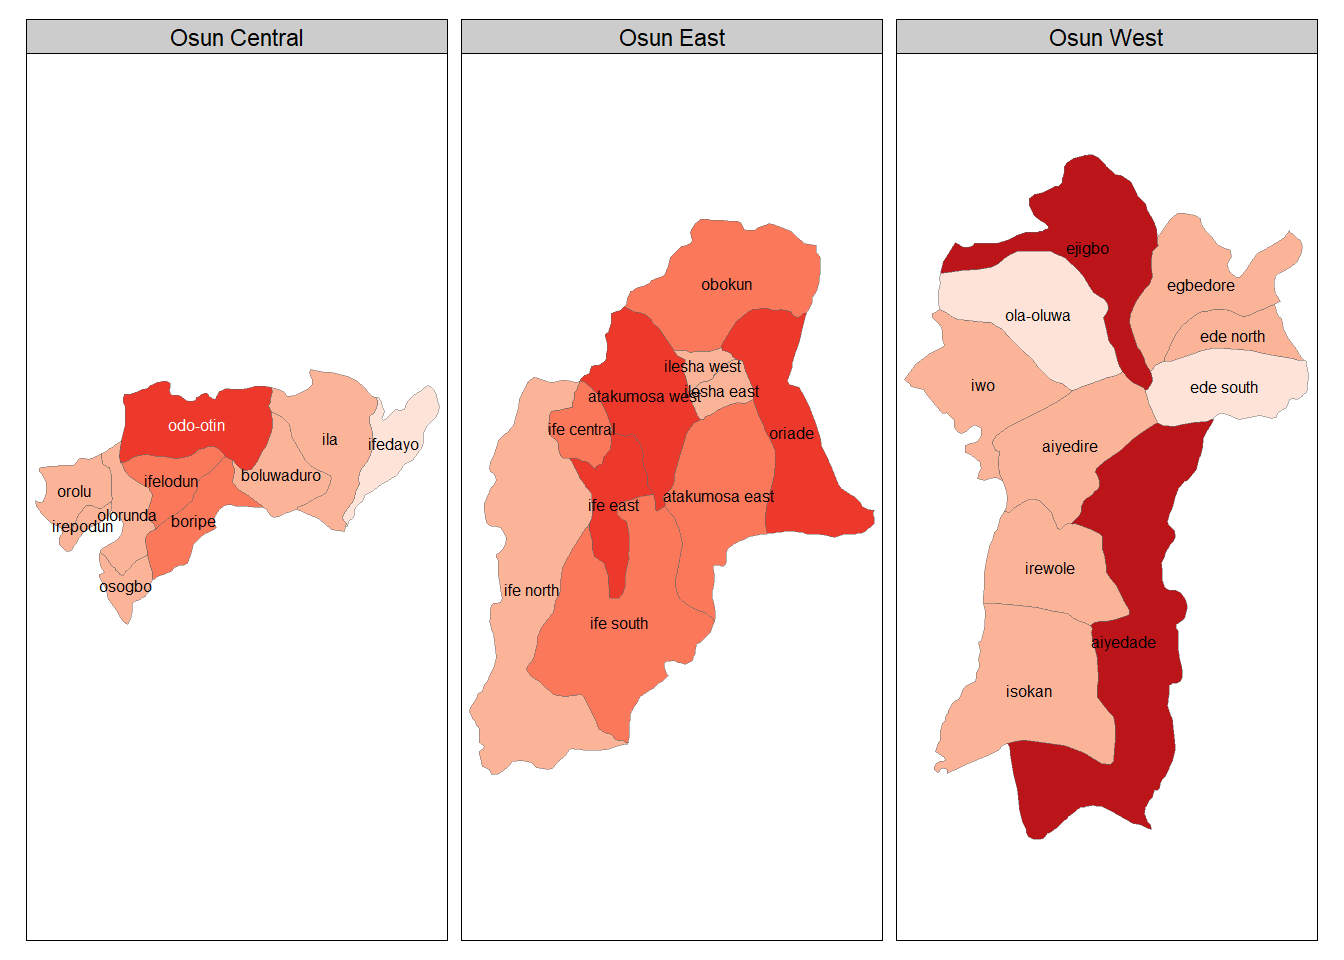 Osun Central
odo-otin
ila
ifedayo
ifelodun
boluwaduro
orolu
olorunda
boripe
irepodun
osogbo
Osun East
obokun
ilesha west
ilesha east
atakumosa west
ife central
oriade
atakumosa east
ife east
ife north
ife south
Osun West
ejigbo
egbedore
ola-oluwa
ede north
iwo
ede south
aiyedire
irewole
aiyedade
isokan